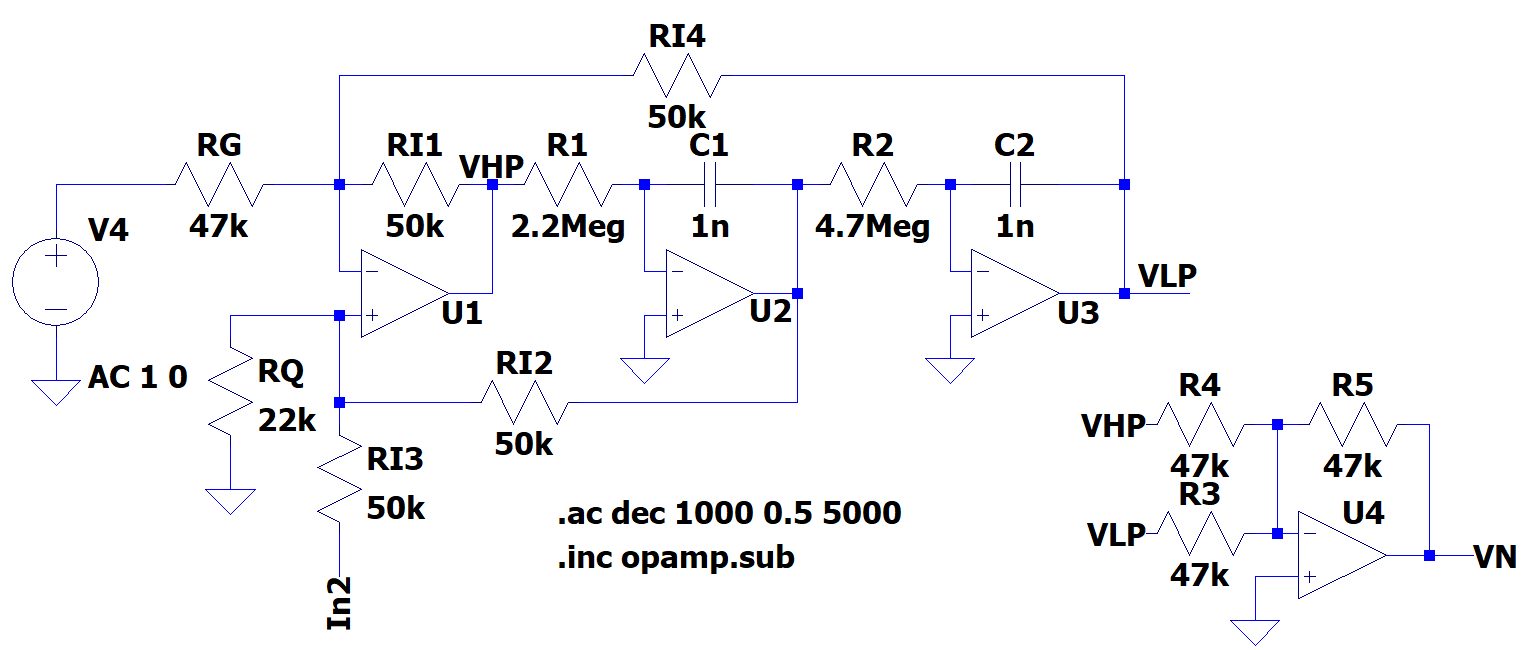 RI4
50k
RG
47k
RI1
50k
VHP
R1
2.2Meg
C1
1n
R2
4.7Meg
C2
1n
V4
AC 1 0
U1
U2
U3
VLP
RQ
22k
RI2
50k
RI3
50k
In2
.ac dec 1000 0.5 5000
.inc opamp.sub
VHP
R4
47k
R5
47k
VLP
R3
47k
U4
VN